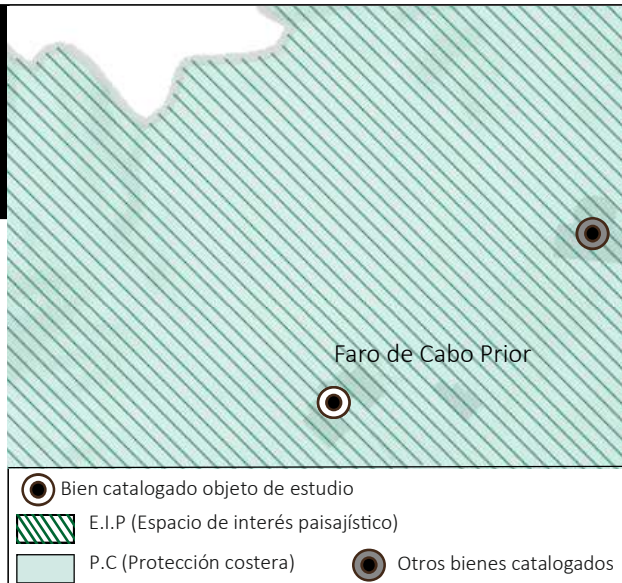 Faro de Cabo Prior
Bien catalogado objeto de estudio
E.I.P (Espacio de interés paisajístico)
P.C (Protección costera)
Otros bienes catalogados